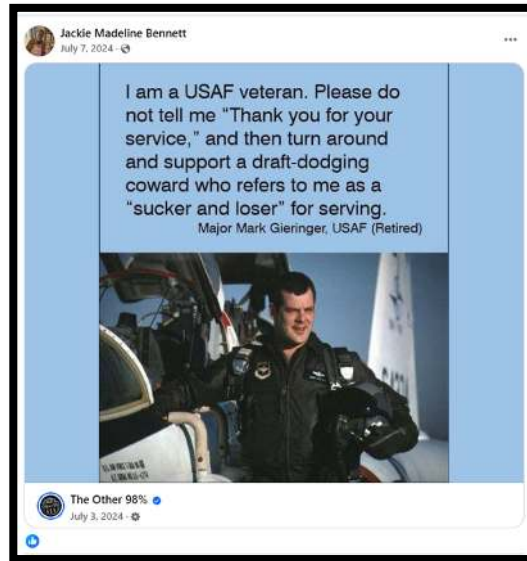 Jackie Madeline Bennett
July 7, 2024 ·
I am a USAF veteran. Please do
not tell me “Thank you for your
service,” and then turn around
and support a draft-dodging
coward who refers to me as a
“sucker and loser” for serving.
Major Mark Gieringer, USAF (Retired)
The Other 98%
July 3, 2024 ·